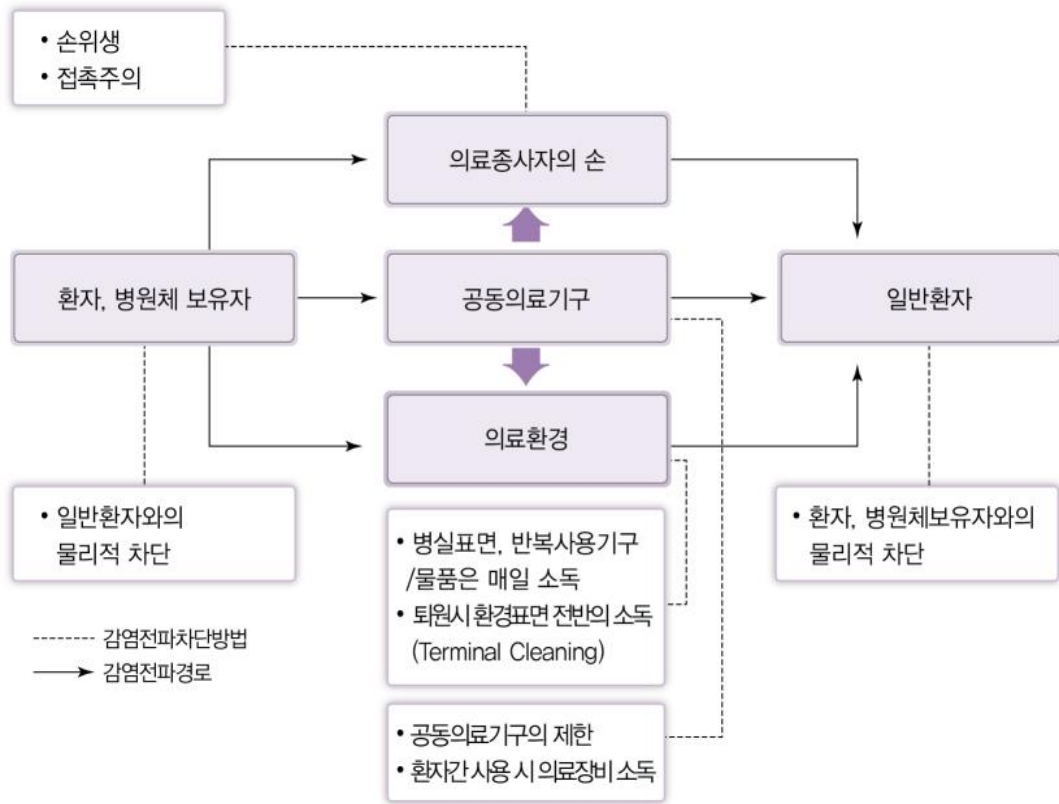 • 손위생
• 접촉주의
의료종사자의 손
환자, 병원체 보유자
공동의료기구
일반환자
의료환경
• 일반환자와의
물리적 차단
• 병실표면, 반복사용기구
/물품은 매일 소독
• 퇴원시 환경표면 전반의 소독
(Terminal Cleaning)
• 환자, 병원체보유자와의
물리적 차단
감염전파차단방법
감염전파경로
• 공동의료기구의 제한
• 환자간 사용 시 의료장비 소독